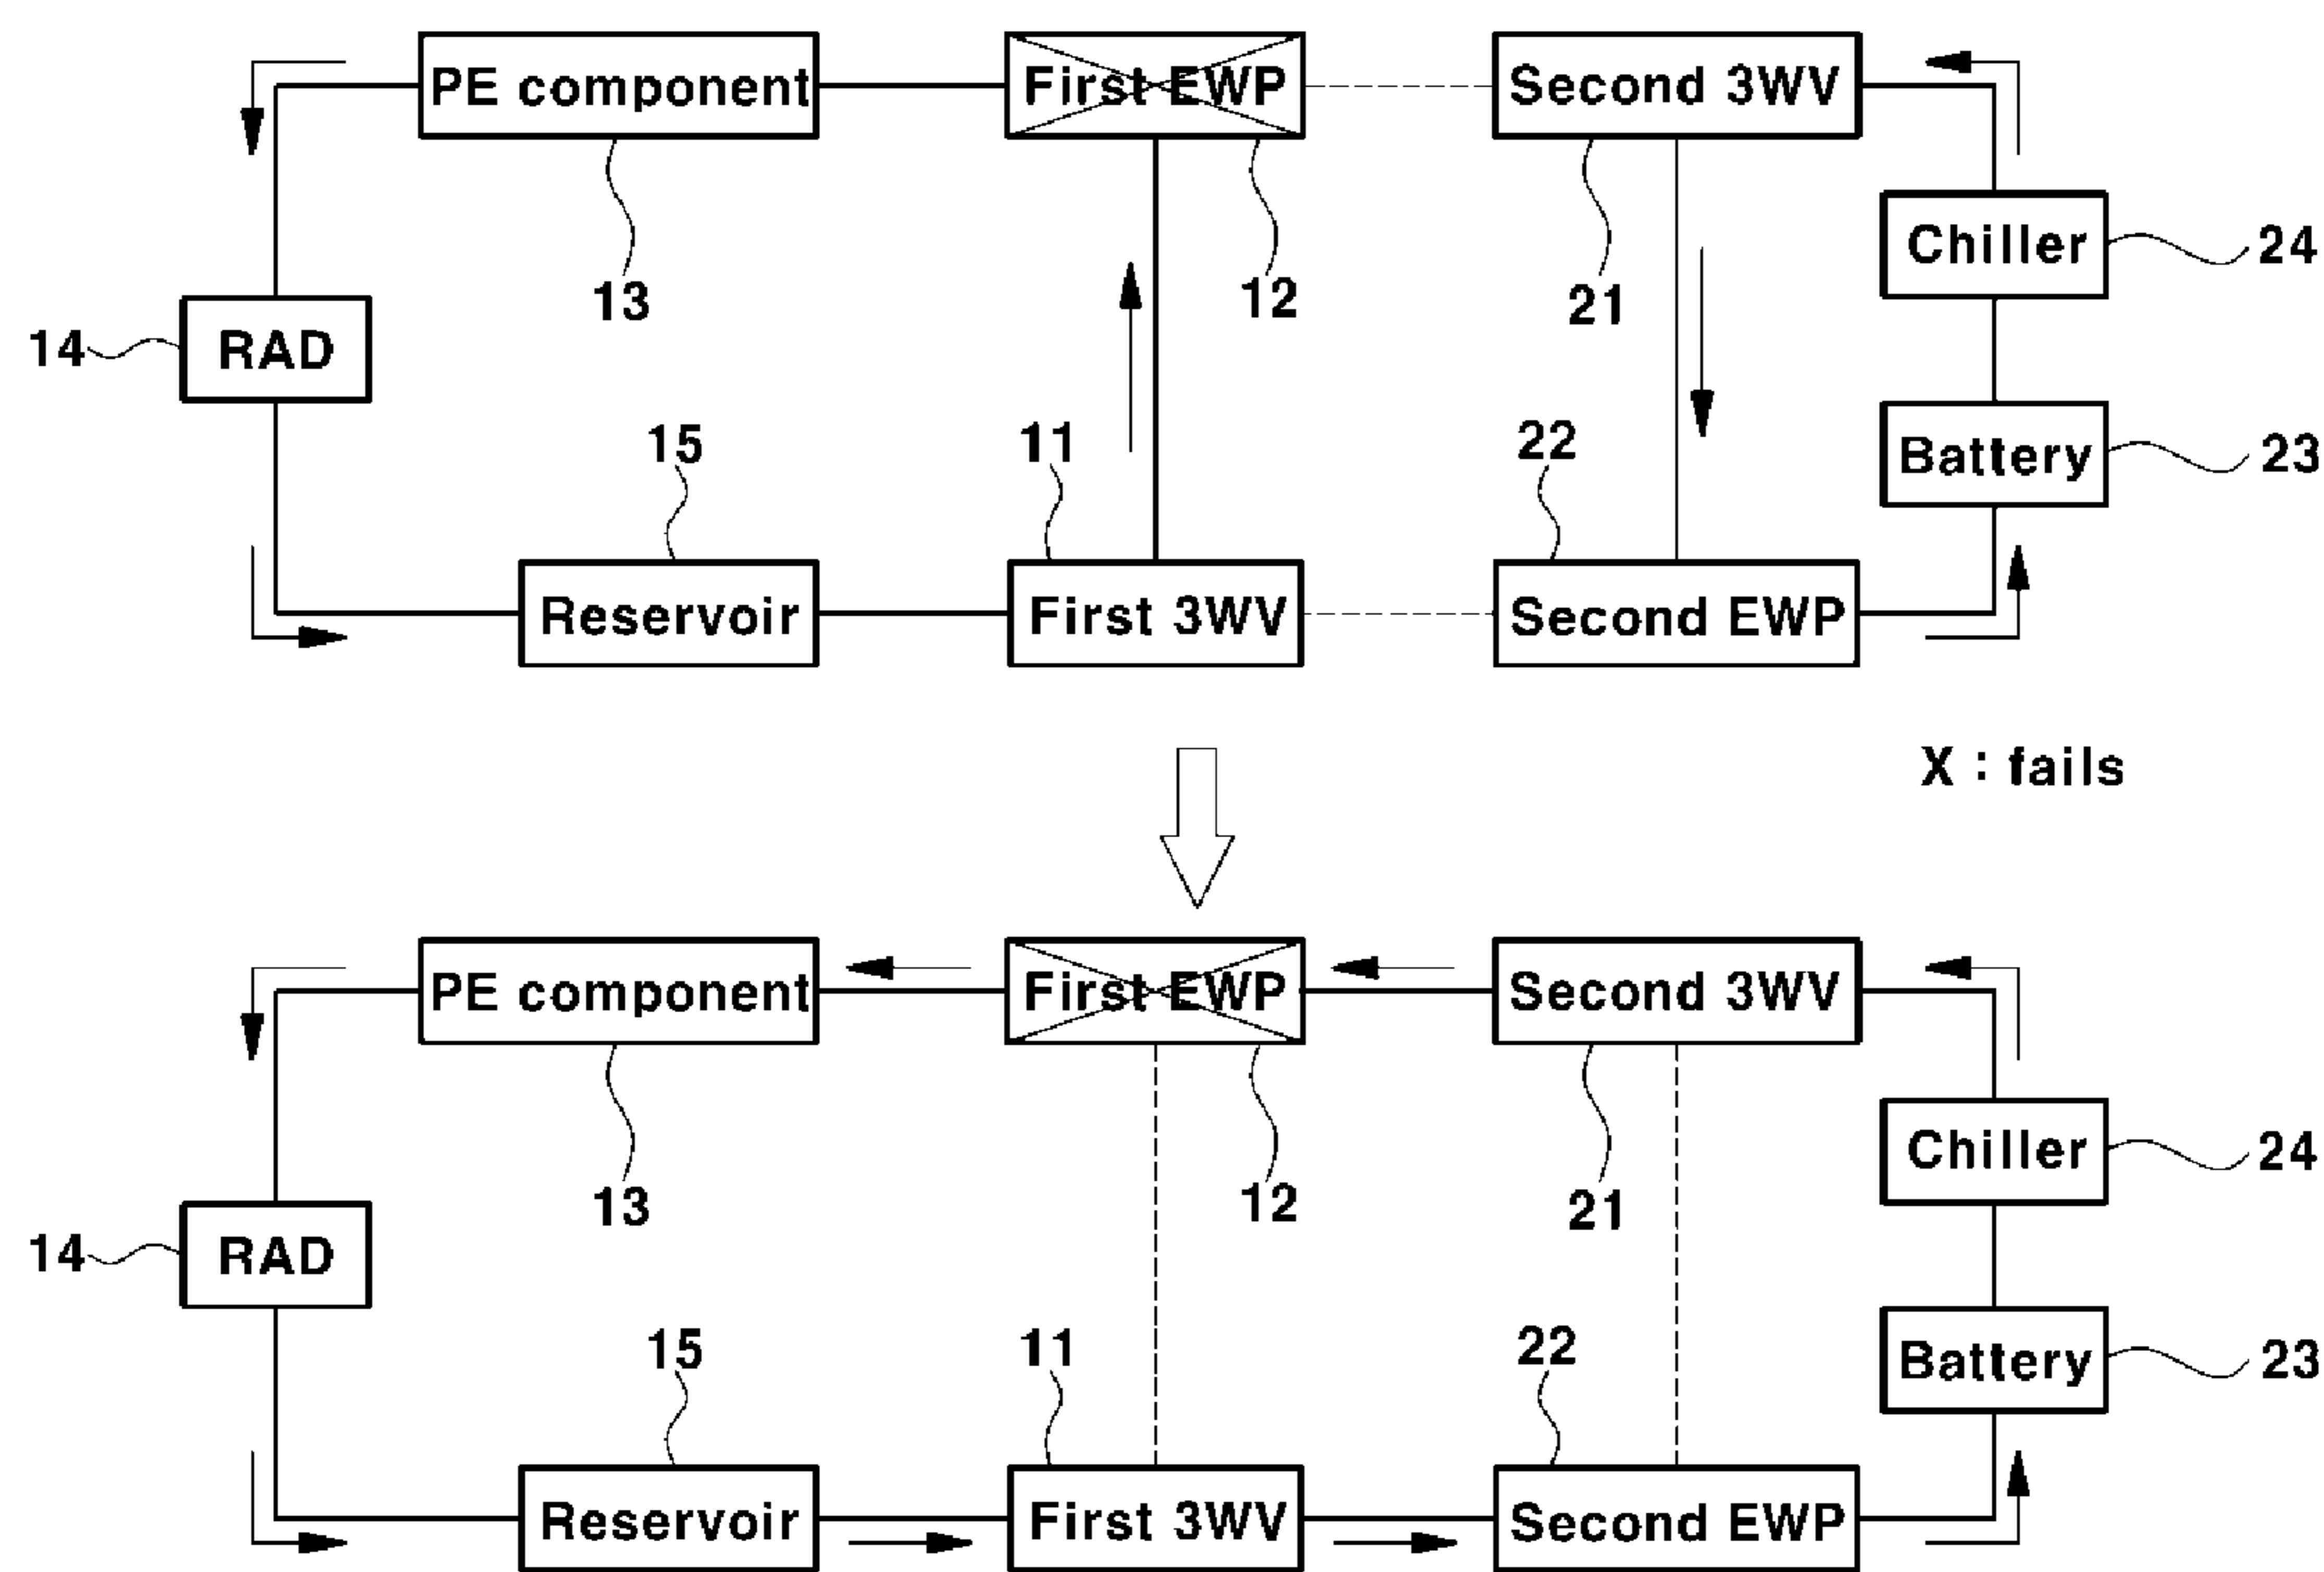 PE component
First EWP
Second 3WV
13
12
21
Chiller
24
14
RAD
15
11
22
Battery
23
Reservoir
First 3WV
Second EWP
X : fails
PE component
First EWP
Second 3WV
13
12
21
Chiller
24
14
RAD
15
11
22
Battery
23
Reservoir
First 3WV
Second EWP